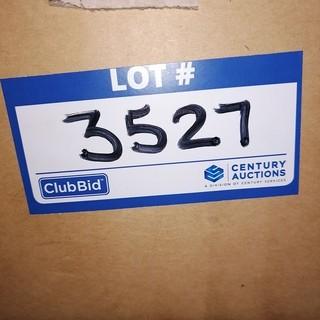 LOT #
3527
ClubBid
CENTURY
AUCTIONS
A DIVISION OF CENTURY SERVICES